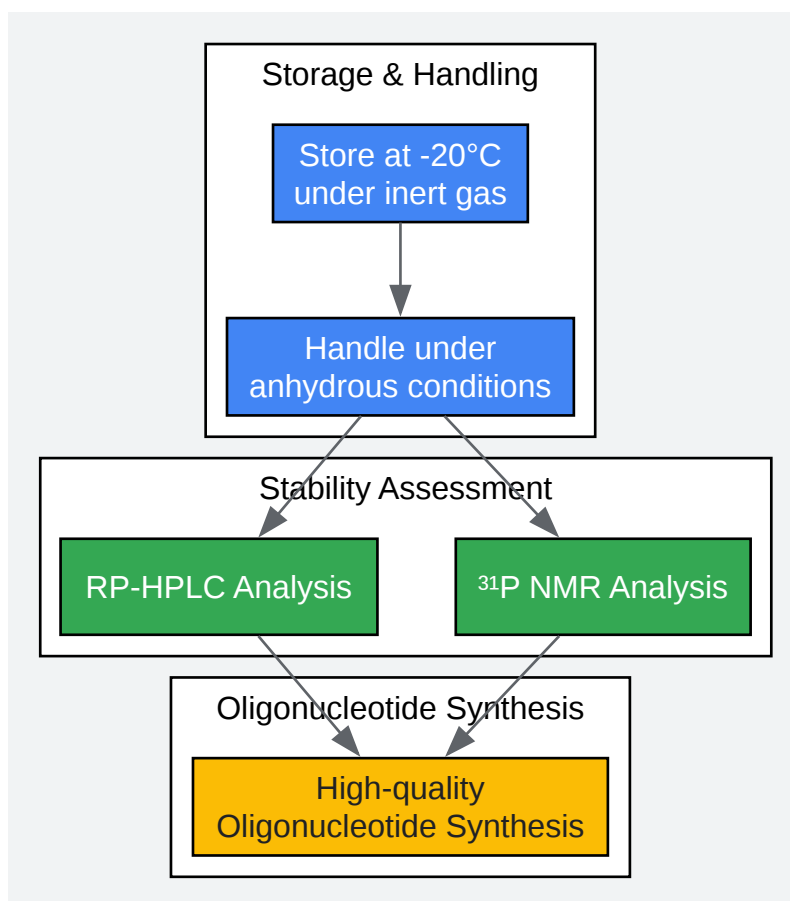 Storage & Handling
Store at -20°C
under inert gas
Handle under
anhydrous conditions
Stability Assessment
RP-HPLC Analysis
³¹P NMR Analysis
Oligonucleotide Synthesis
High-quality
Oligonucleotide Synthesis